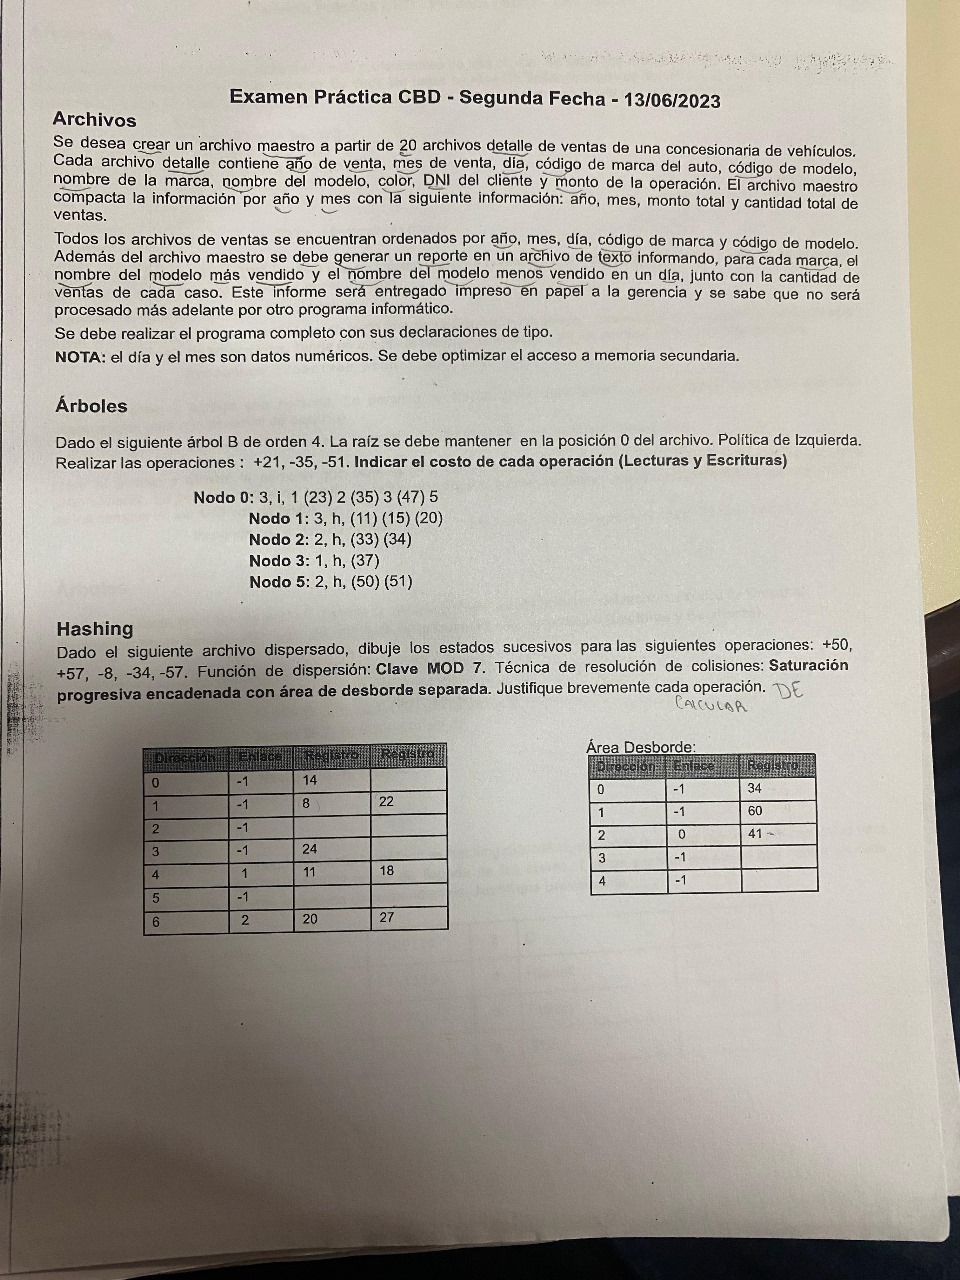 Examen Práctica CBD - Segunda Fecha - 13/06/2023
Archivos
Se desea crear un archivo maestro a partir de 20 archivos detalle de ventas de una concesionaria de vehículos.
Cada archivo detalle contiene año de venta, mes de venta, día, código de marca del auto, código de modelo,
nombre de la marca, nombre del modelo, color, DNI del cliente y monto de la operación. El archivo maestro
compacta la información por año y mes con la siguiente información: año, mes, monto total y cantidad total de
ventas.
Todos los archivos de ventas se encuentran ordenados por año, mes, día, código de marca y código de modelo.
Además del archivo maestro se debe generar un reporte en un archivo de texto informando, para cada marca, el
nombre del modelo más vendido y el nombre del modelo menos vendido en un día, junto con la cantidad de
ventas de cada caso. Este informe será entregado impreso en papel a la gerencia y se sabe que no será
procesado más adelante por otro programa informático.
Se debe realizar el programa completo con sus declaraciones de tipo.
NOTA: el día y el mes son datos numéricos. Se debe optimizar el acceso a memoria secundaria.
Árboles
Dado el siguiente árbol B de orden 4. La raíz se debe mantener en la posición 0 del archivo. Política de Izquierda.
Realizar las operaciones : +21, -35, -51. Indicar el costo de cada operación (Lecturas y Escrituras)
Nodo 0: 3, i, 1 (23) 2 (35) 3 (47) 5
Nodo 1: 3, h, (11) (15) (20)
Nodo 2: 2, h, (33) (34)
Nodo 3: 1, h, (37)
Nodo 5: 2, h, (50) (51)
Hashing
Dado el siguiente archivo dispersado, dibuje los estados sucesivos para las siguientes operaciones: +50,
+57, -8, -34, -57. Función de dispersión: Clave MOD 7. Técnica de resolución de colisiones: Saturación
progresiva encadenada con área de desborde separada. Justifique brevemente cada operación. DE
CALCULAR
Dirección Enlace Registro Registro
0 -1 14
1 -1 8 22
2 -1
3 -1 24
4 1 11 18
5 -1
6 2 20 27
Área Desborde:
Dirección Enlace Registro
0 -1 34
1 -1 60
2 0 41
3 -1
4 -1